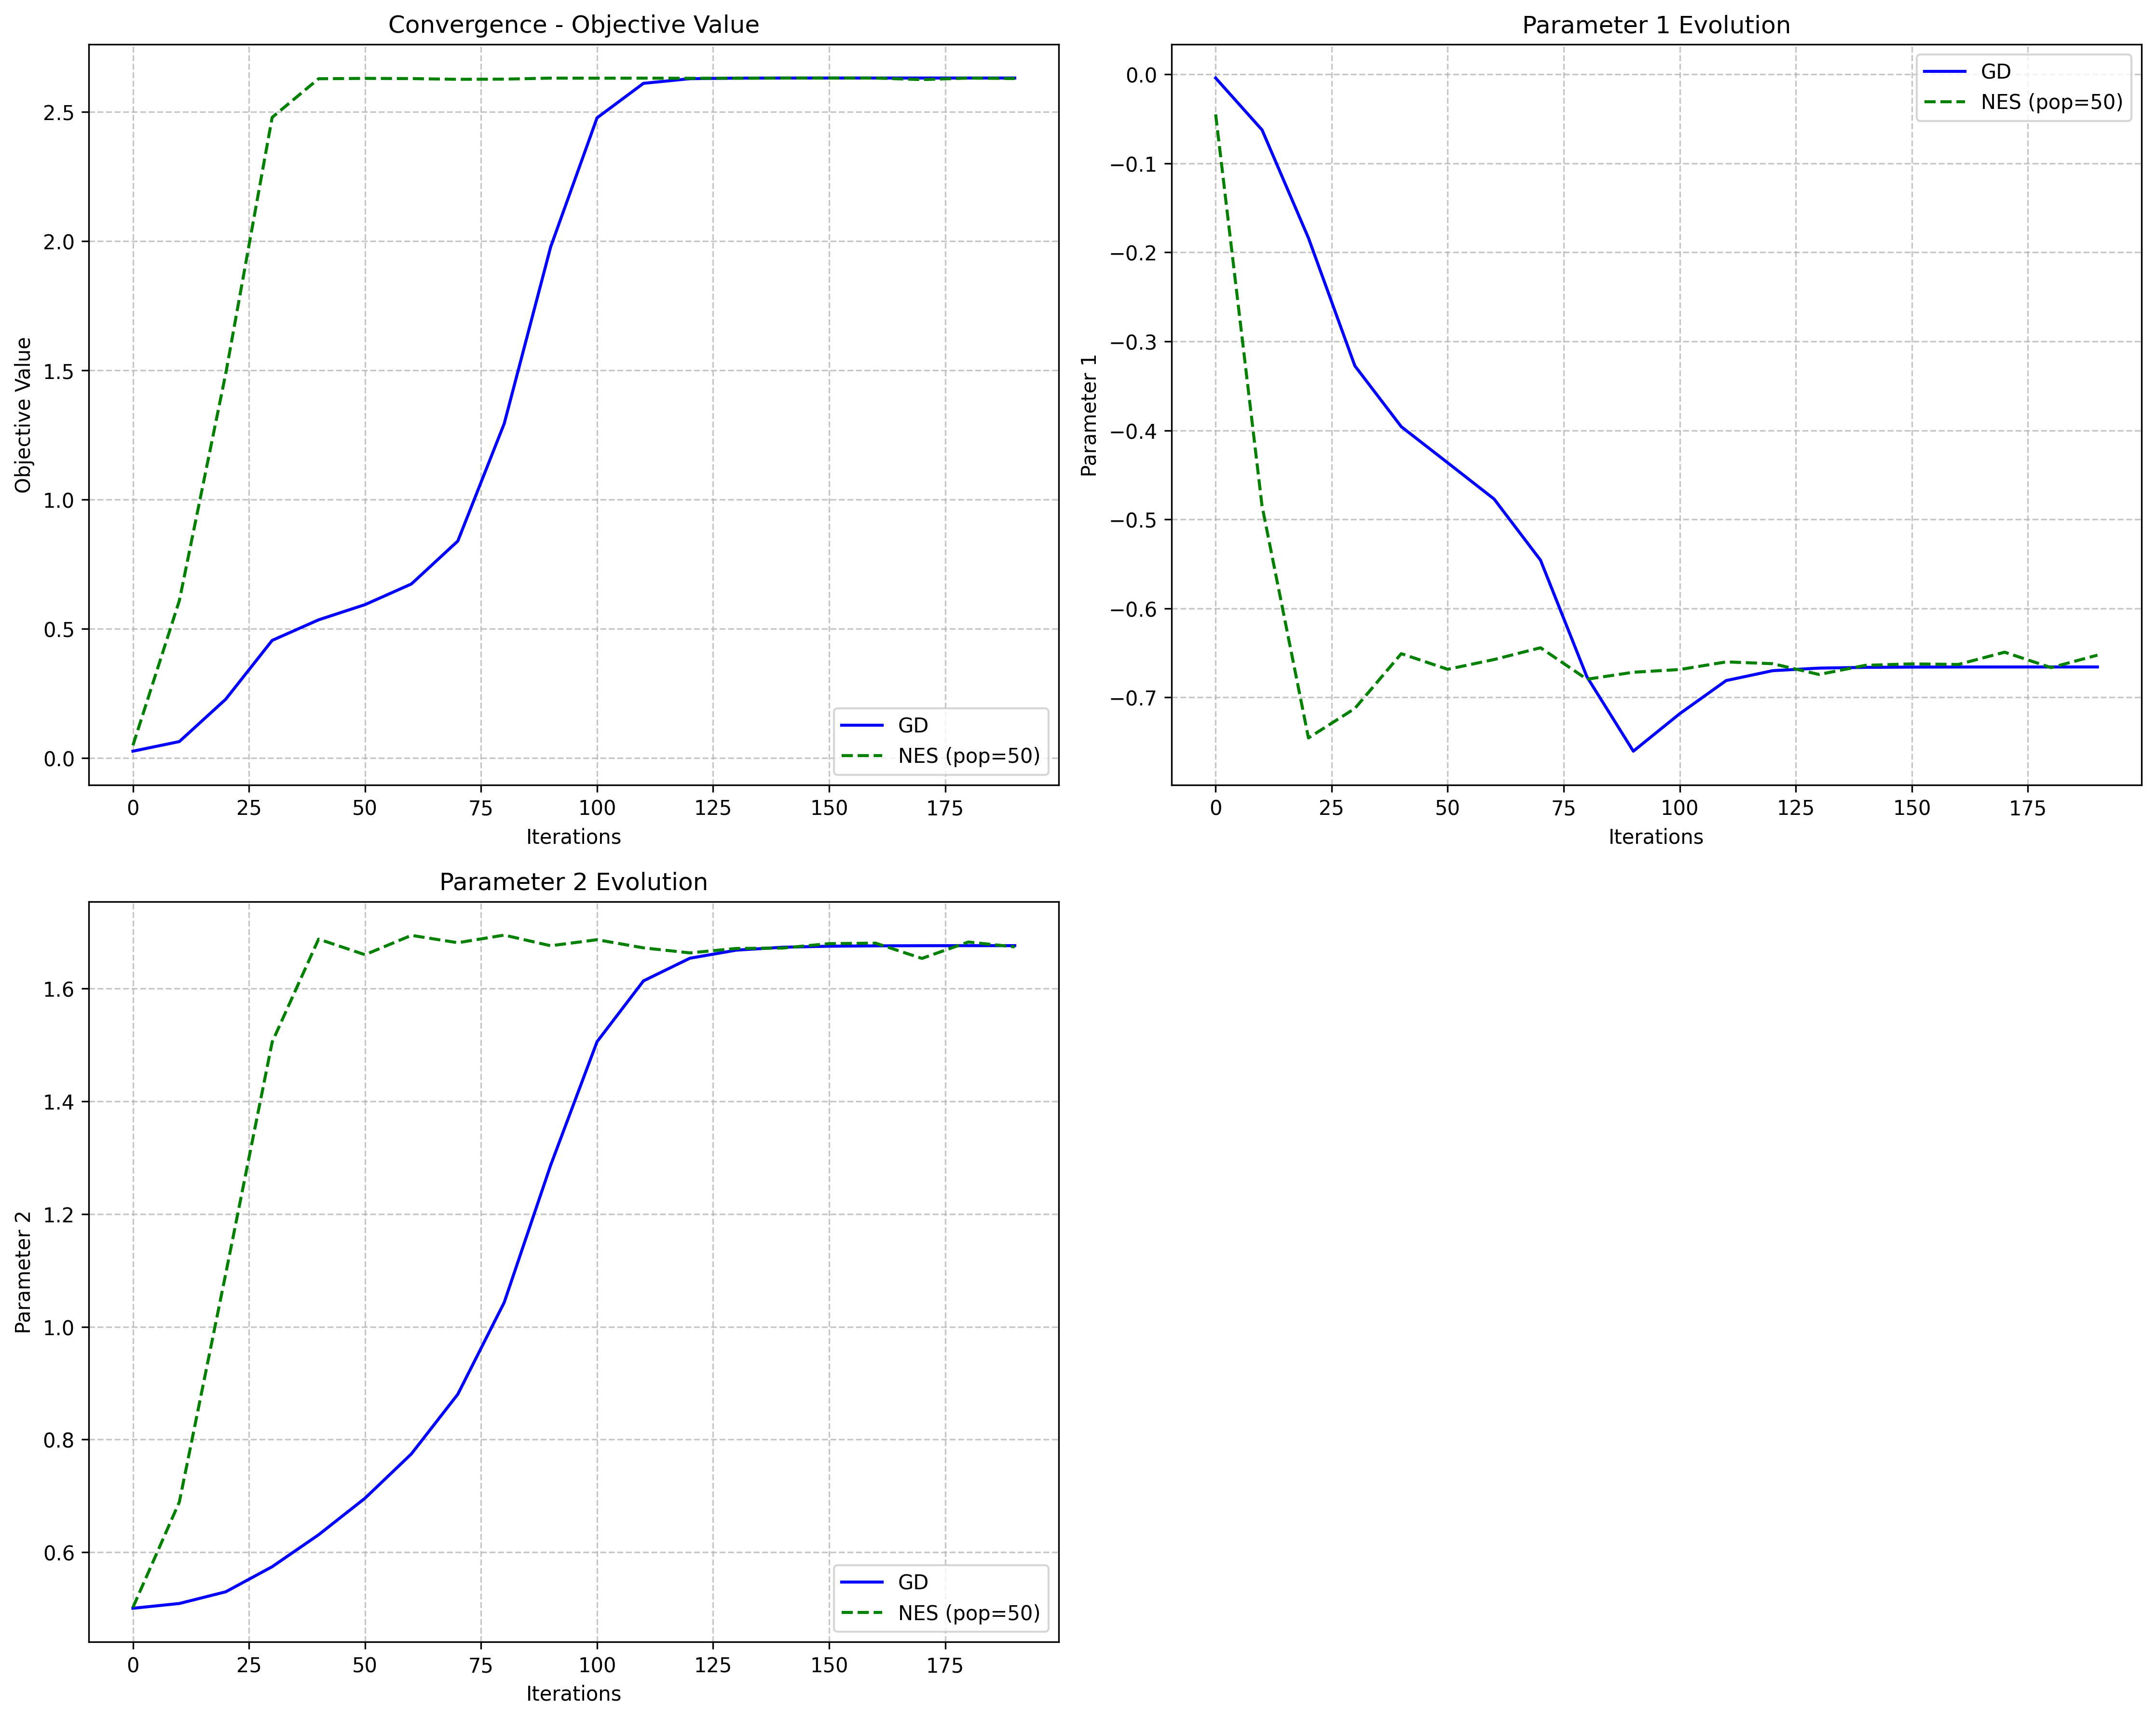 Convergence - Objective Value
Objective Value
2.5
2.0
1.5
1.0
0.5
0.0
GD
NES (pop=50)
0 25 50 75 100 125 150 175
Iterations
Parameter 1 Evolution
Parameter 1
0.0
−0.1
−0.2
−0.3
−0.4
−0.5
−0.6
−0.7
GD
NES (pop=50)
0 25 50 75 100 125 150 175
Iterations
Parameter 2 Evolution
Parameter 2
1.6
1.4
1.2
1.0
0.8
0.6
GD
NES (pop=50)
0 25 50 75 100 125 150 175
Iterations